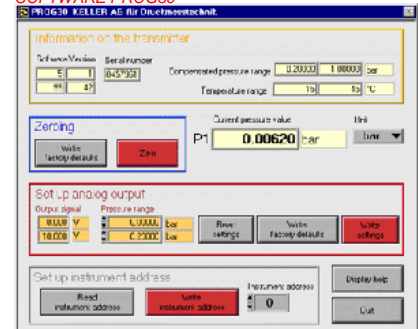 SOFTWARE PROG30
PROG30 KELLER AG für Druckmesstechnik
Information on the transmitter
Software Version Serial number
5 1
Compensated pressure range 0.20000 1.00000 bar
Temperature range °C
Current pressure value Unit
Zeroing
P1 0.00620 bar bar
Write factory defaults Zero
Set up analog output
Output signal Pressure range
0.000 V bar
10.000 V bar
Write factory defaults
Write settings
Set up instrument address
Instrument address
Read instrument address
Write instrument address
0
Display help
Quit